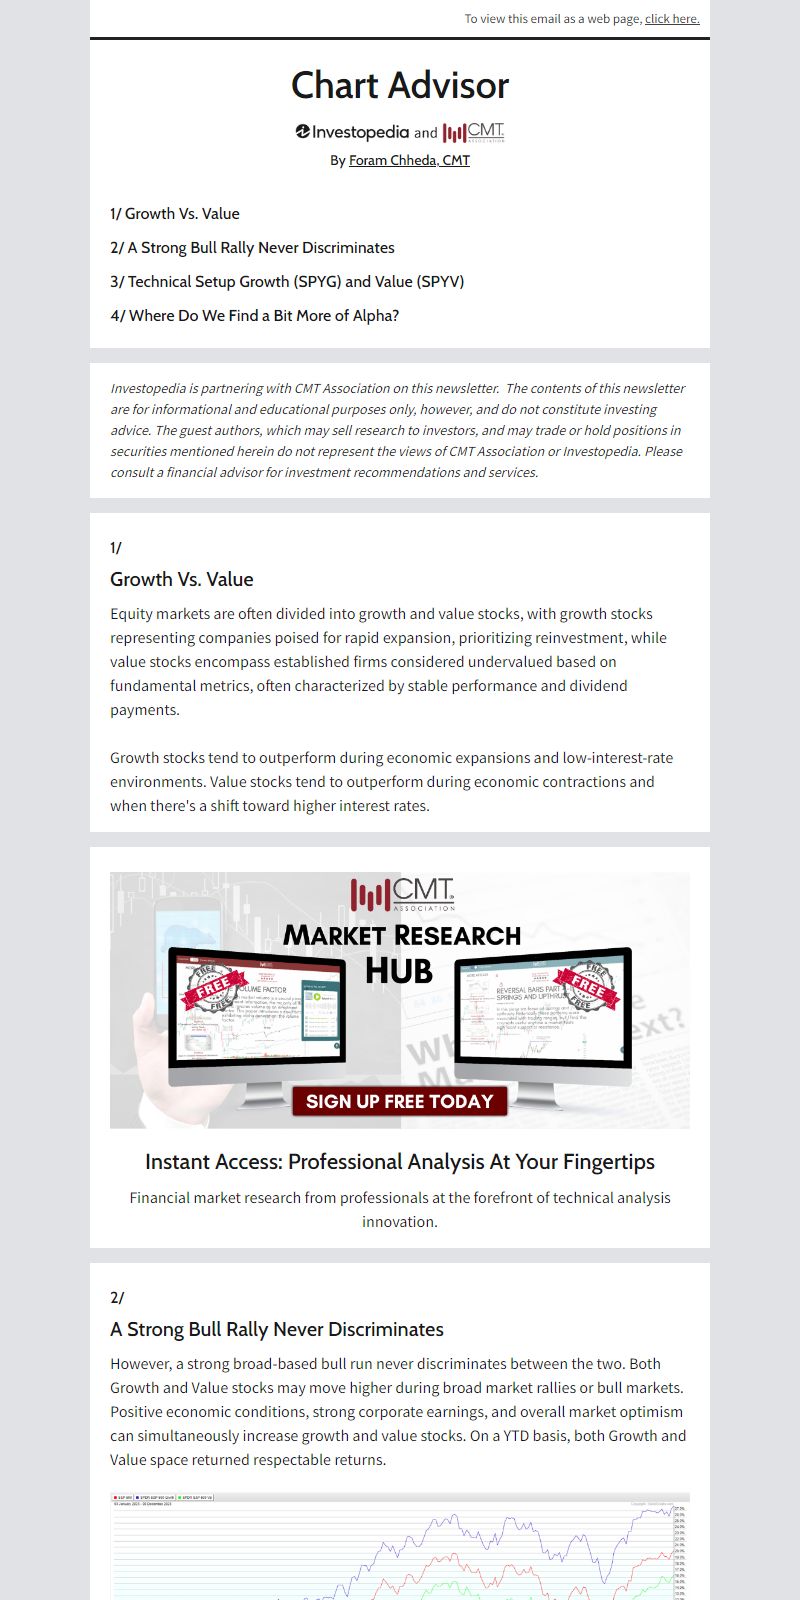 To view this email as a web page, click here.
Chart Advisor
Investopedia and CMT ASSOCIATION
By Foram Chheda, CMT
1/ Growth Vs. Value
2/ A Strong Bull Rally Never Discriminates
3/ Technical Setup Growth (SPYG) and Value (SPYV)
4/ Where Do We Find a Bit More of Alpha?
Investopedia is partnering with CMT Association on this newsletter. The contents of this newsletter
are for informational and educational purposes only, however, and do not constitute investing
advice. The guest authors, which may sell research to investors, and may trade or hold positions in
securities mentioned herein do not represent the views of CMT Association or Investopedia. Please
consult a financial advisor for investment recommendations and services.
1/
Growth Vs. Value
Equity markets are often divided into growth and value stocks, with growth stocks
representing companies poised for rapid expansion, prioritizing reinvestment, while
value stocks encompass established firms considered undervalued based on
fundamental metrics, often characterized by stable performance and dividend
payments.
Growth stocks tend to outperform during economic expansions and low-interest-rate
environments. Value stocks tend to outperform during economic contractions and
when there's a shift toward higher interest rates.
CMT
ASSOCIATION
MARKET RESEARCH
HUB
FREE
FREE
FREE
VOLUME FACTOR
FREE
FREE
FREE
REVERSAL BARS PART
SPRINGS AND UPTHRUS
ext?
SIGN UP FREE TODAY
Instant Access: Professional Analysis At Your Fingertips
Financial market research from professionals at the forefront of technical analysis
innovation.
2/
A Strong Bull Rally Never Discriminates
However, a strong broad-based bull run never discriminates between the two. Both
Growth and Value stocks may move higher during broad market rallies or bull markets.
Positive economic conditions, strong corporate earnings, and overall market optimism
can simultaneously increase growth and value stocks. On a YTD basis, both Growth and
Value space returned respectable returns.